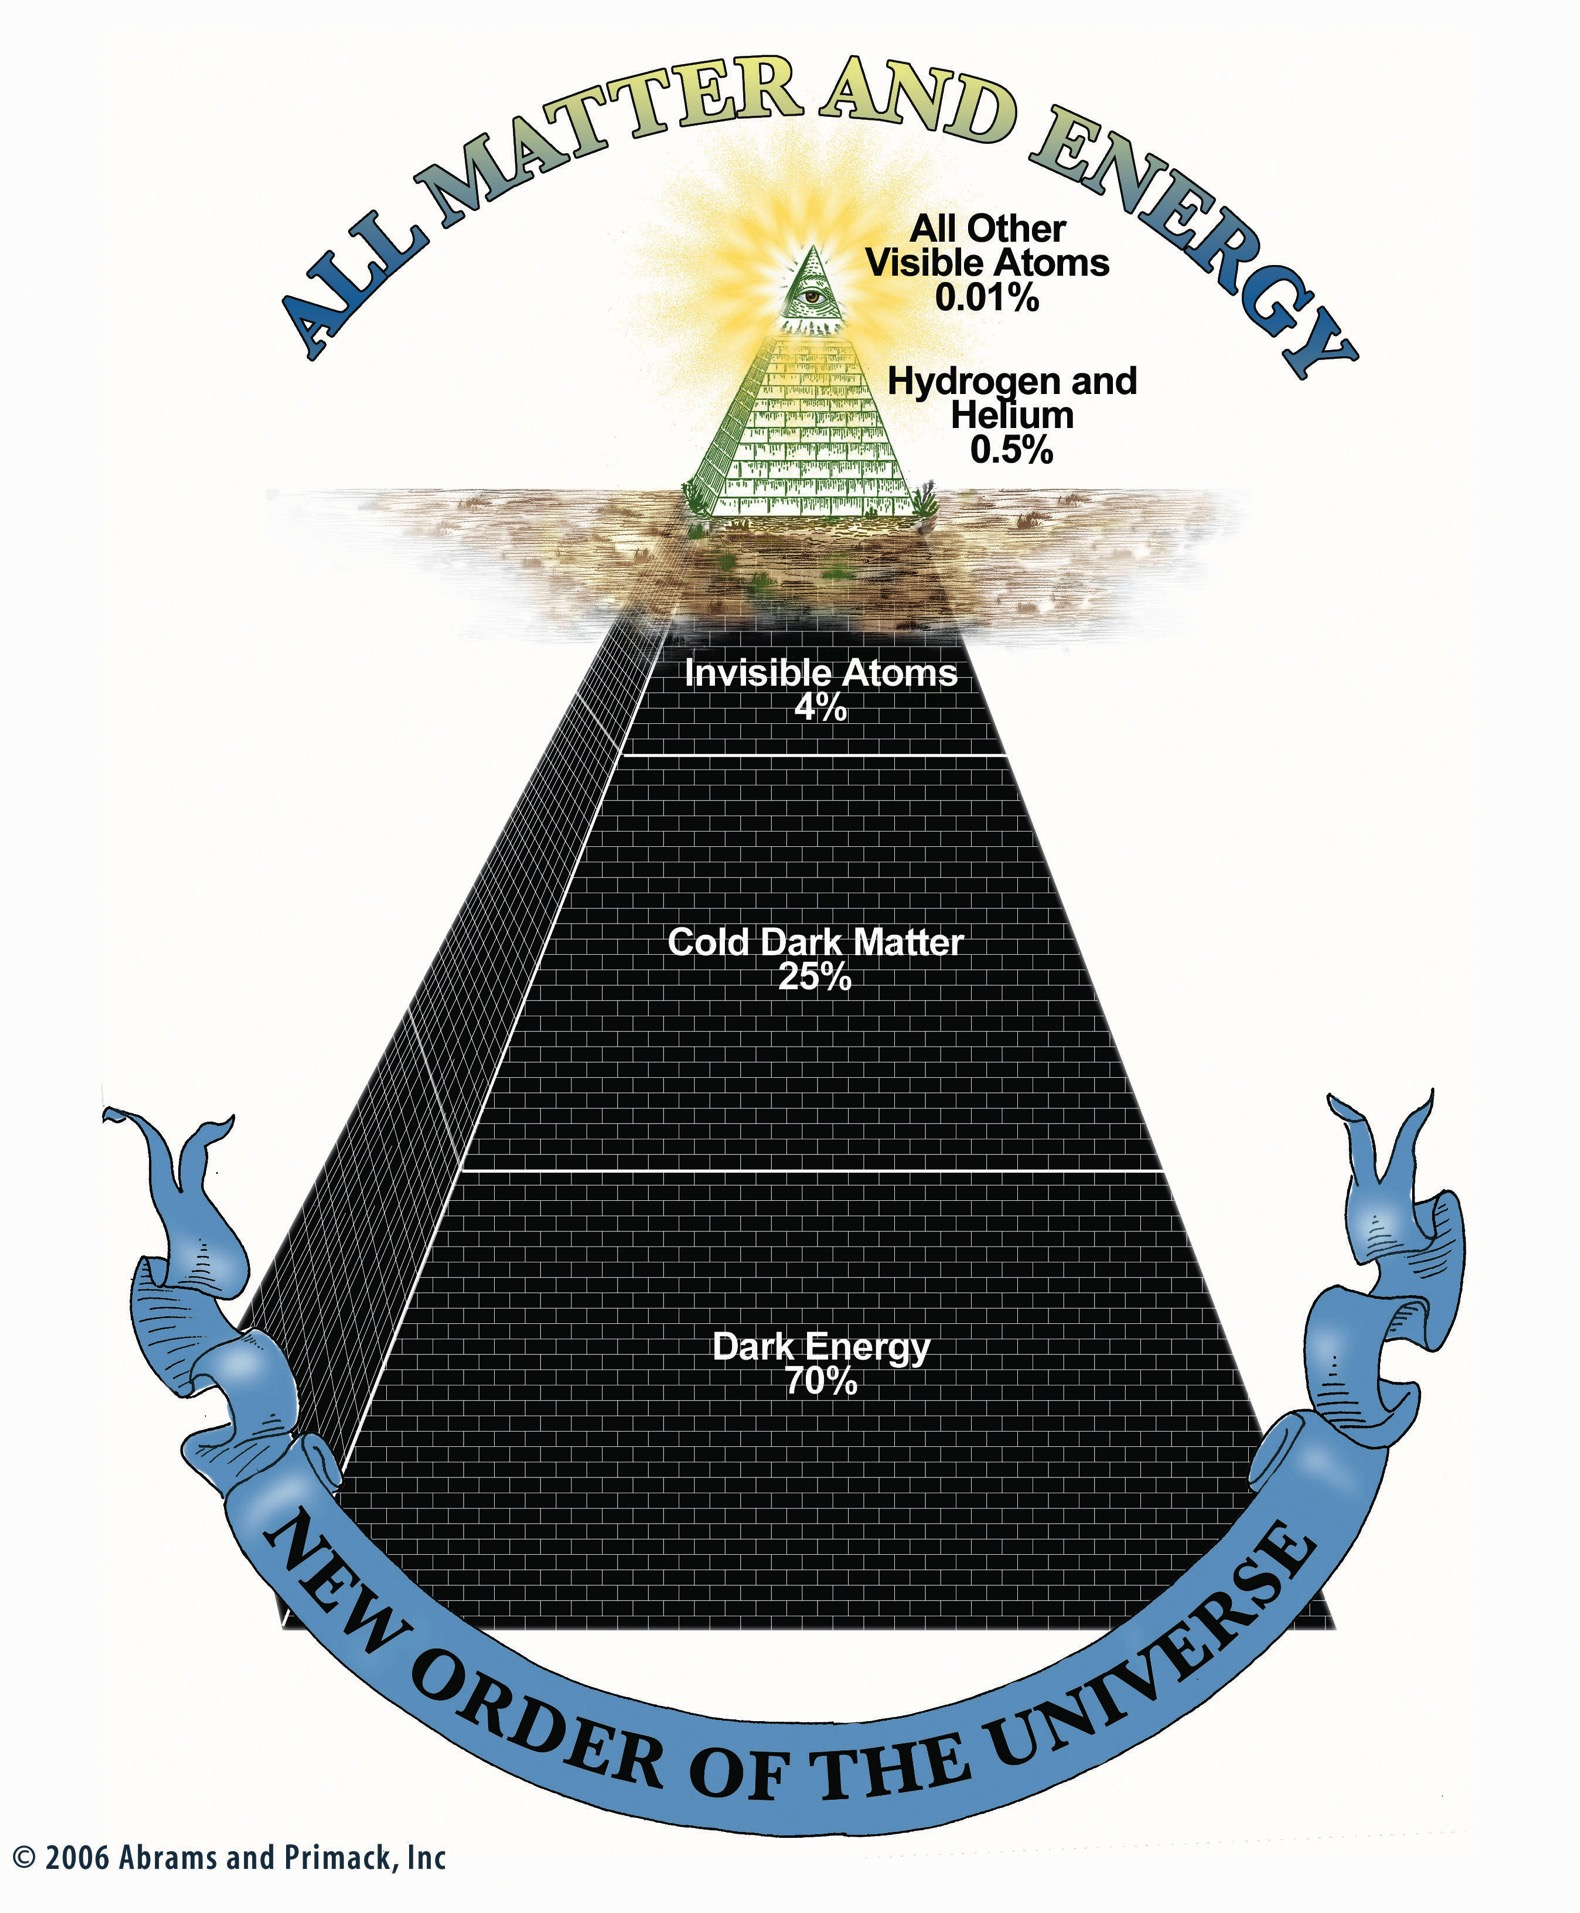 ALL MATTER AND ENERGY
All Other
Visible Atoms
0.01%
Hydrogen and
Helium
0.5%
Invisible Atoms
4%
Cold Dark Matter
25%
Dark Energy
70%
NEW ORDER OF THE UNIVERSE
© 2006 Abrams and Primack, Inc